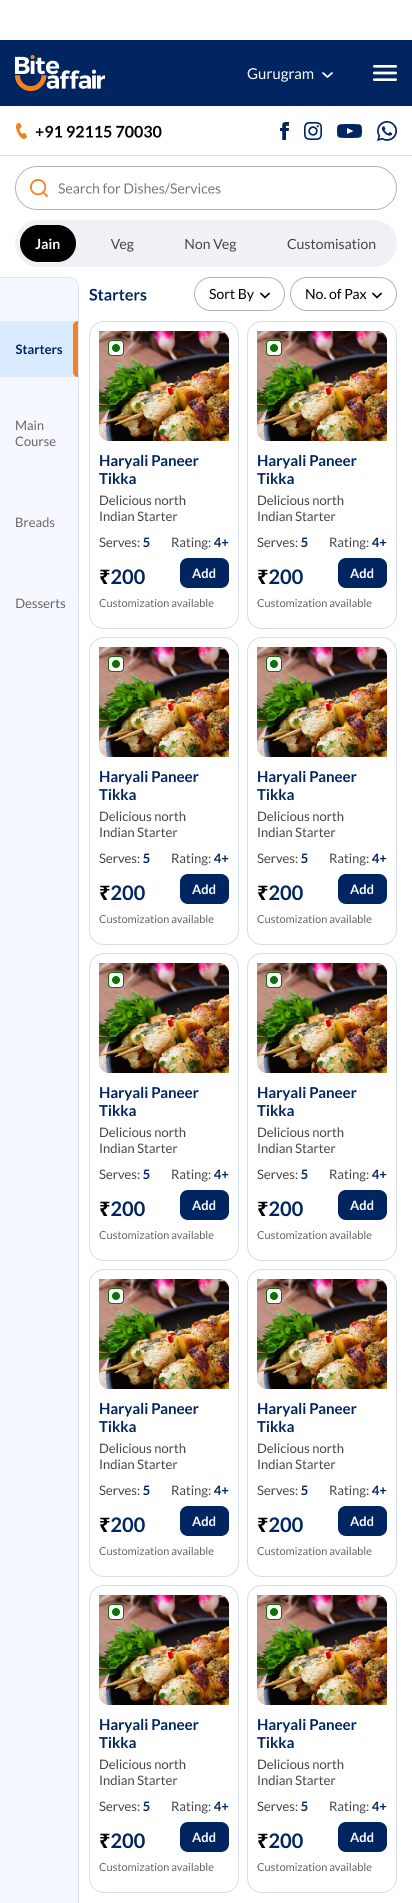 Bite
affair
Gurugram
+91 92115 70030
Search for Dishes/Services
Jain Veg Non Veg Customisation
Starters
Sort By
No. of Pax
Starters
Main
Course
Breads
Desserts
Haryali Paneer
Tikka
Delicious north
Indian Starter
Serves: 5 Rating: 4+
₹200 Add
Customization available
Haryali Paneer
Tikka
Delicious north
Indian Starter
Serves: 5 Rating: 4+
₹200 Add
Customization available
Haryali Paneer
Tikka
Delicious north
Indian Starter
Serves: 5 Rating: 4+
₹200 Add
Customization available
Haryali Paneer
Tikka
Delicious north
Indian Starter
Serves: 5 Rating: 4+
₹200 Add
Customization available
Haryali Paneer
Tikka
Delicious north
Indian Starter
Serves: 5 Rating: 4+
₹200 Add
Customization available
Haryali Paneer
Tikka
Delicious north
Indian Starter
Serves: 5 Rating: 4+
₹200 Add
Customization available
Haryali Paneer
Tikka
Delicious north
Indian Starter
Serves: 5 Rating: 4+
₹200 Add
Customization available
Haryali Paneer
Tikka
Delicious north
Indian Starter
Serves: 5 Rating: 4+
₹200 Add
Customization available
Haryali Paneer
Tikka
Delicious north
Indian Starter
Serves: 5 Rating: 4+
₹200 Add
Customization available
Haryali Paneer
Tikka
Delicious north
Indian Starter
Serves: 5 Rating: 4+
₹200 Add
Customization available